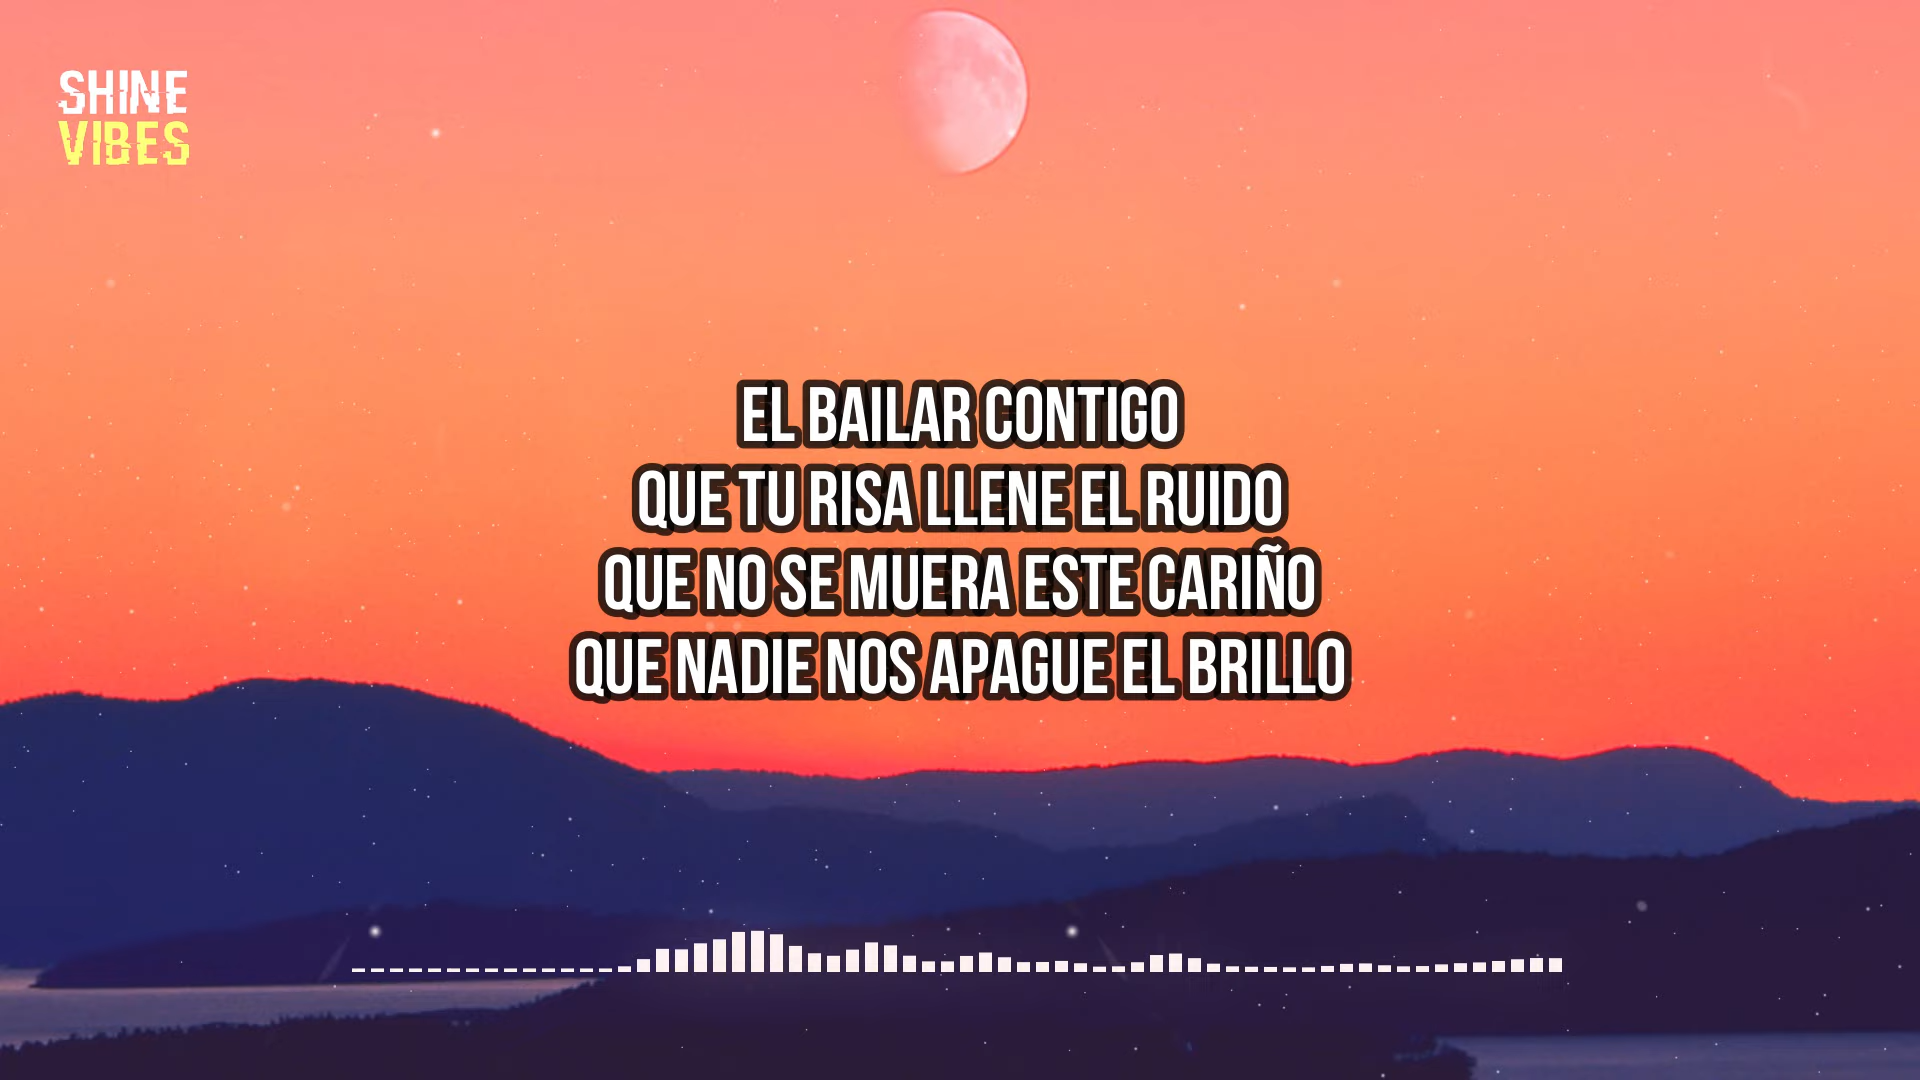 SHINE
VIBES
EL BAILAR CONTIGO
QUE TU RISA LLENE EL RUIDO
QUE NO SE MUERA ESTE CARIÑO
QUE NADIE NOS APAGUE EL BRILLO